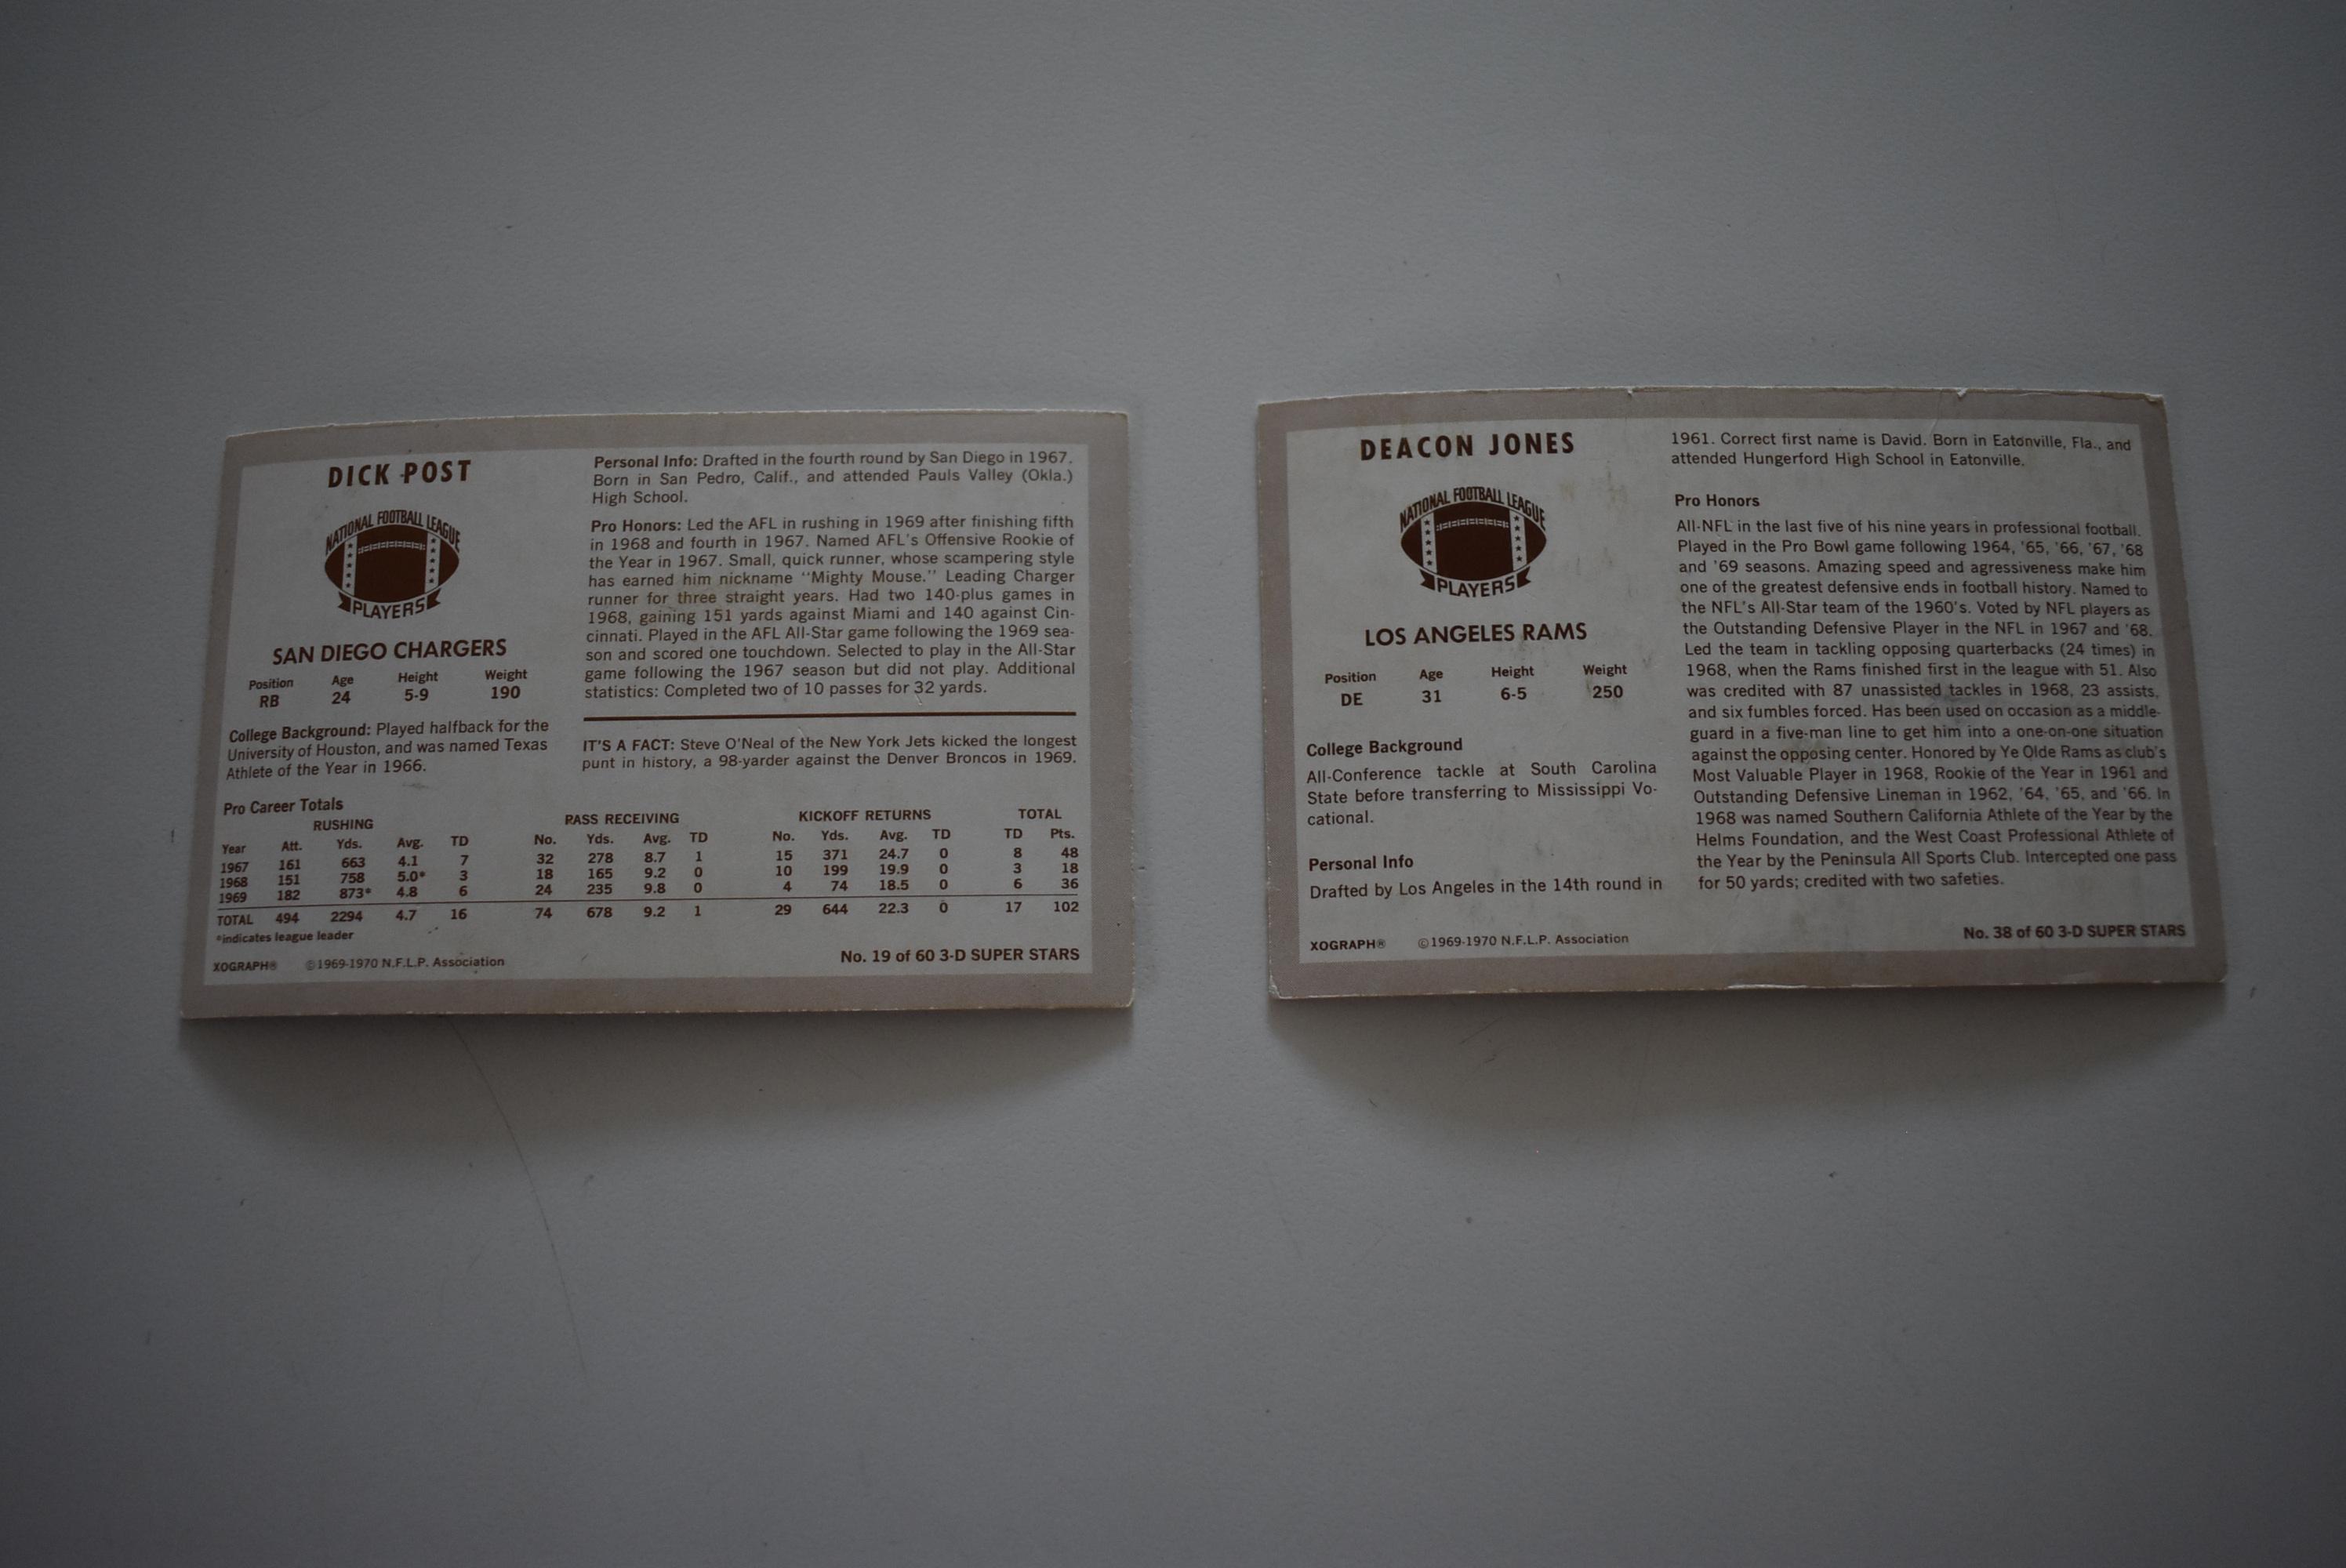 DICK POST
NATIONAL FOOTBALL LEAGUE
PLAYERS
SAN DIEGO CHARGERS
Position Age Height Weight
RB 24 5-9 190
College Background: Played halfback for the
University of Houston, and was named Texas
Athlete of the Year in 1966.
Personal Info: Drafted in the fourth round by San Diego in 1967.
Born in San Pedro, Calif., and attended Pauls Valley (Okla.)
High School.
Pro Honors: Led the AFL in rushing in 1969 after finishing fifth
in 1968 and fourth in 1967. Named AFL's Offensive Rookie of
the Year in 1967. Small, quick runner, whose scampering style
has earned him nickname "Mighty Mouse." Leading Charger
runner for three straight years. Had two 140-plus games in
1968, gaining 151 yards against Miami and 140 against Cin-
cinnati. Played in the AFL All-Star game following the 1969 sea-
son and scored one touchdown. Selected to play in the All-Star
game following the 1967 season but did not play. Additional
statistics: Completed two of 10 passes for 32 yards.
IT'S A FACT: Steve O'Neal of the New York Jets kicked the longest
punt in history, a 98-yarder against the Denver Broncos in 1969.
Pro Career Totals
RUSHING PASS RECEIVING KICKOFF RETURNS TOTAL
Year Att. Yds. Avg. TD No. Yds. Avg. TD No. Yds. Avg. TD TD Pts.
1967 161 663 4.1 7 32 278 8.7 1 15 371 24.7 0 8 48
1968 151 758 5.0* 3 18 165 9.2 0 10 199 19.9 0 3 18
1969 182 873* 4.8 6 24 235 9.8 0 4 74 18.5 0 6 36
TOTAL 494 2294 4.7 16 74 678 9.2 1 29 644 22.3 0 17 102
*indicates league leader
XOGRAPH® ©1969-1970 N.F.L.P. Association No. 19 of 60 3-D SUPER STARS
DEACON JONES
NATIONAL FOOTBALL LEAGUE
PLAYERS
LOS ANGELES RAMS
Position Age Height Weight
DE 31 6-5 250
College Background
All-Conference tackle at South Carolina
State before transferring to Mississippi Vo-
cational.
Personal Info
Drafted by Los Angeles in the 14th round in
1961. Correct first name is David. Born in Eatonville, Fla., and
attended Hungerford High School in Eatonville.
Pro Honors
All-NFL in the last five of his nine years in professional football.
Played in the Pro Bowl game following 1964, '65, '66, '67, '68
and '69 seasons. Amazing speed and agressiveness make him
one of the greatest defensive ends in football history. Named to
the NFL's All-Star team of the 1960's. Voted by NFL players as
the Outstanding Defensive Player in the NFL in 1967 and '68.
Led the team in tackling opposing quarterbacks (24 times) in
1968, when the Rams finished first in the league with 51. Also
was credited with 87 unassisted tackles in 1968, 23 assists,
and six fumbles forced. Has been used on occasion as a middle-
guard in a five-man line to get him into a one-on-one situation
against the opposing center. Honored by Ye Olde Rams as club's
Most Valuable Player in 1968, Rookie of the Year in 1961 and
Outstanding Defensive Lineman in 1962, '64, '65, and '66. In
1968 was named Southern California Athlete of the Year by the
Helms Foundation, and the West Coast Professional Athlete of
the Year by the Peninsula All Sports Club. Intercepted one pass
for 50 yards; credited with two safeties.
XOGRAPH® ©1969-1970 N.F.L.P. Association No. 38 of 60 3-D SUPER STARS